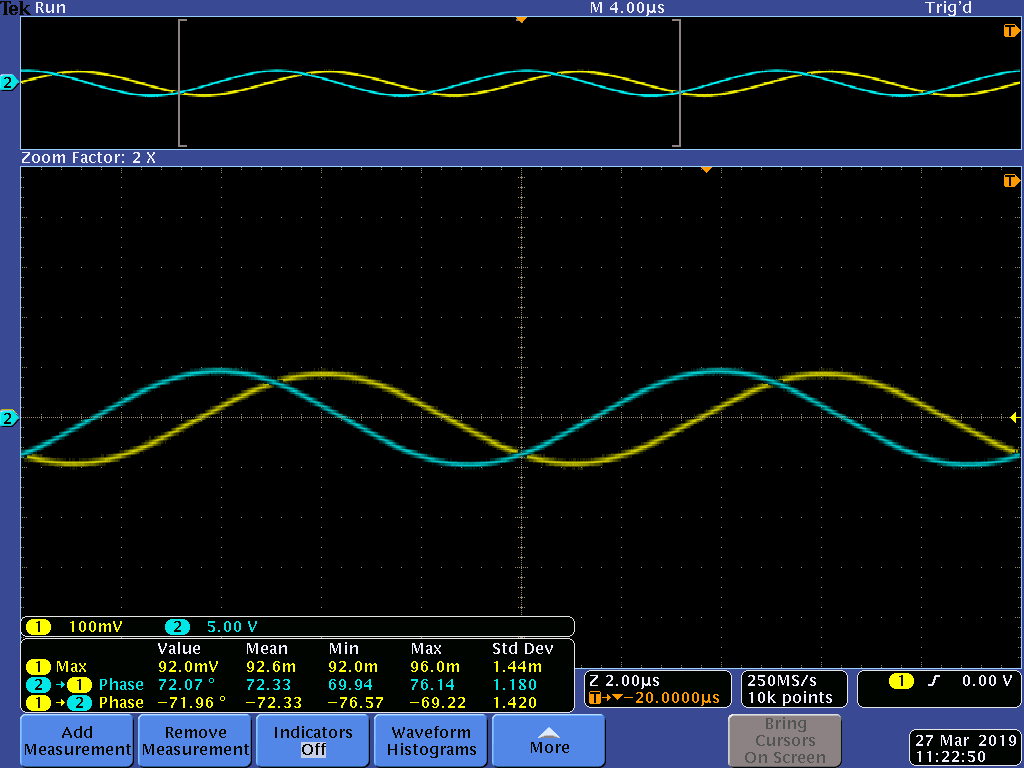 Tek Run M 4.00µs Trig'd
T
2
Zoom Factor: 2 X
T
2
1 100mV 2 5.00 V
Value Mean Min Max Std Dev
1 Max 92.0mV 92.6m 92.0m 96.0m 1.44m
2 →1 Phase 72.07 ° 72.33 69.94 76.14 1.180
1 →2 Phase −71.96 ° −72.33 −76.57 −69.22 1.420
Z 2.00µs
T→▼−20.0000µs
250MS/s
10k points
1 0.00 V
Add
Measurement
Remove
Measurement
Indicators
Off
Waveform
Histograms
More
Bring
Cursors
On Screen
27 Mar 2019
11:22:50